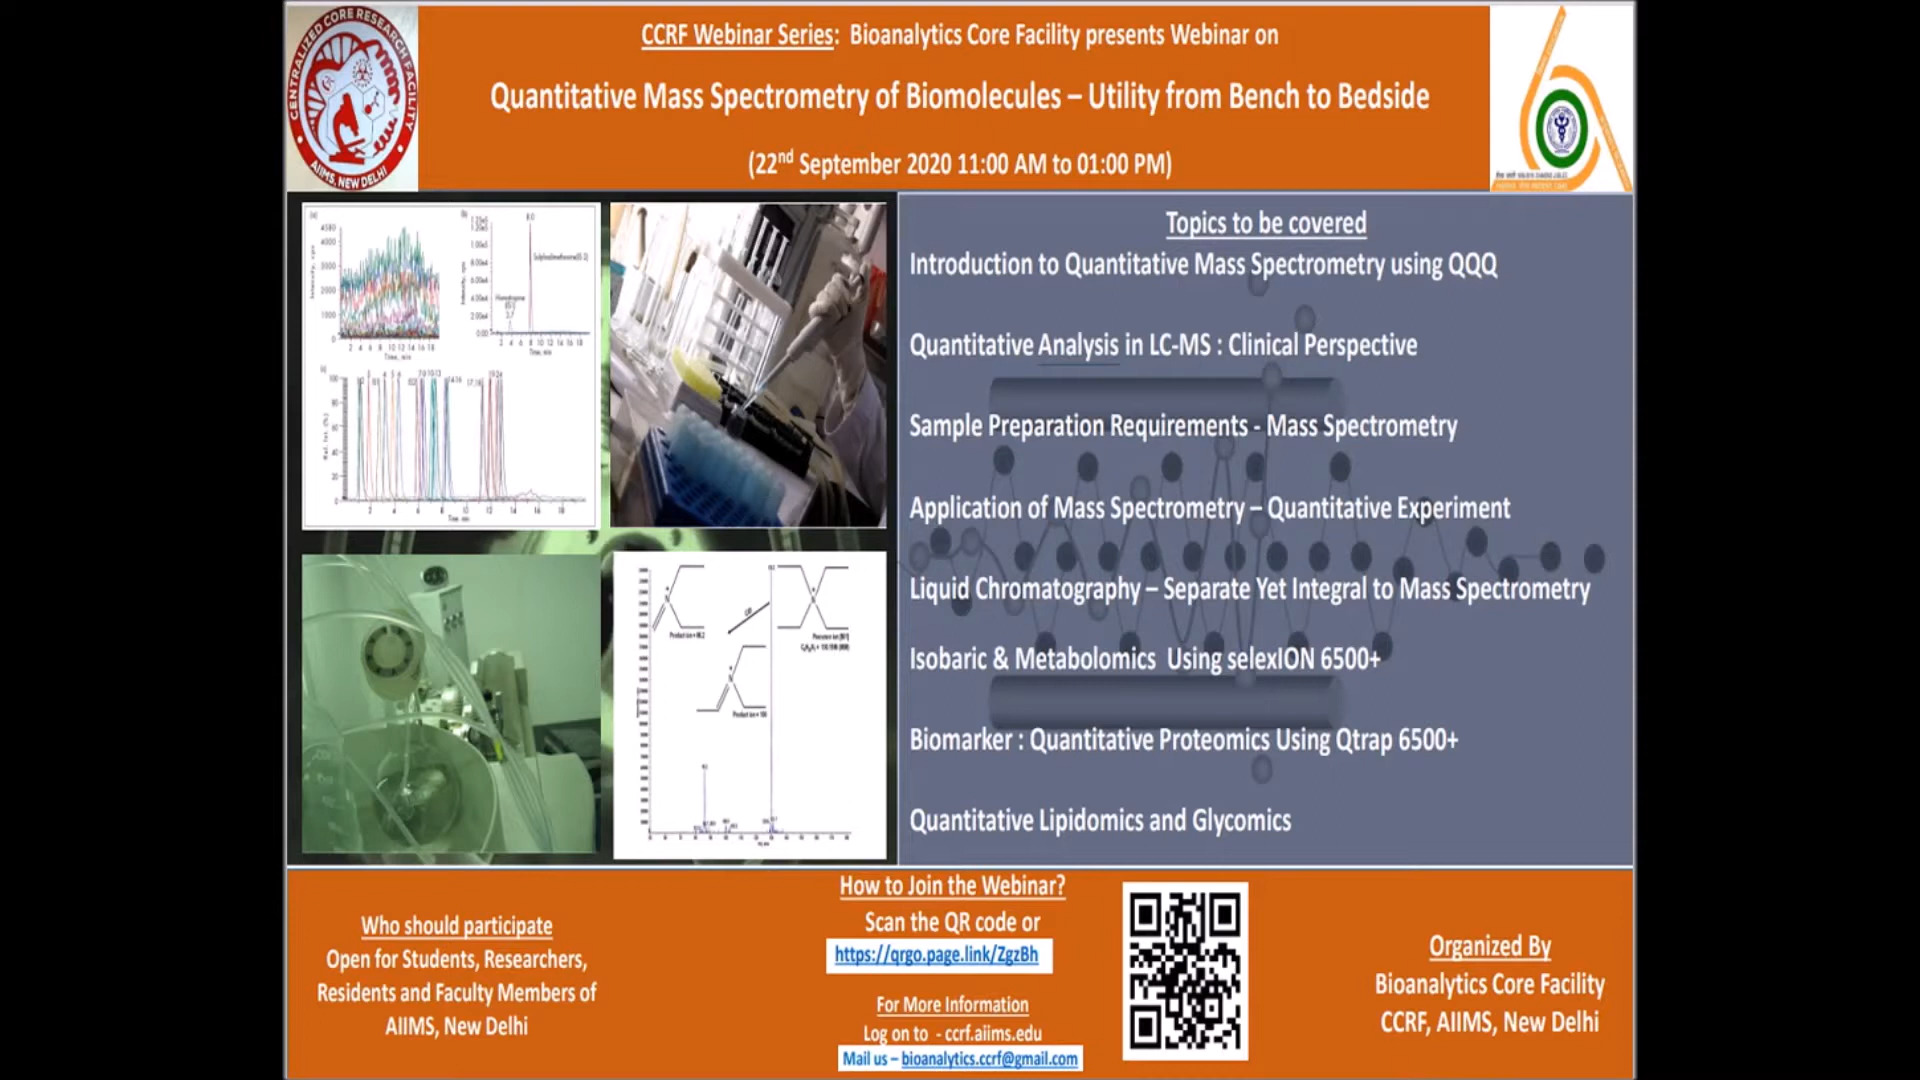 CENTRALIZED CORE RESEARCH FACILITY
AIIMS, NEW DELHI
CCRF Webinar Series: Bioanalytics Core Facility presents Webinar on
Quantitative Mass Spectrometry of Biomolecules – Utility from Bench to Bedside
(22nd September 2020 11:00 AM to 01:00 PM)
Topics to be covered
Introduction to Quantitative Mass Spectrometry using QQQ
Quantitative Analysis in LC-MS : Clinical Perspective
Sample Preparation Requirements - Mass Spectrometry
Application of Mass Spectrometry – Quantitative Experiment
Liquid Chromatography – Separate Yet Integral to Mass Spectrometry
Isobaric & Metabolomics Using selexION 6500+
Biomarker : Quantitative Proteomics Using Qtrap 6500+
Quantitative Lipidomics and Glycomics
Who should participate
Open for Students, Researchers,
Residents and Faculty Members of
AIIMS, New Delhi
How to Join the Webinar?
Scan the QR code or
https://qrgo.page.link/ZgzBh
For More Information
Log on to - ccrf.aiims.edu
Mail us – bioanalytics.ccrf@gmail.com
Organized By
Bioanalytics Core Facility
CCRF, AIIMS, New Delhi